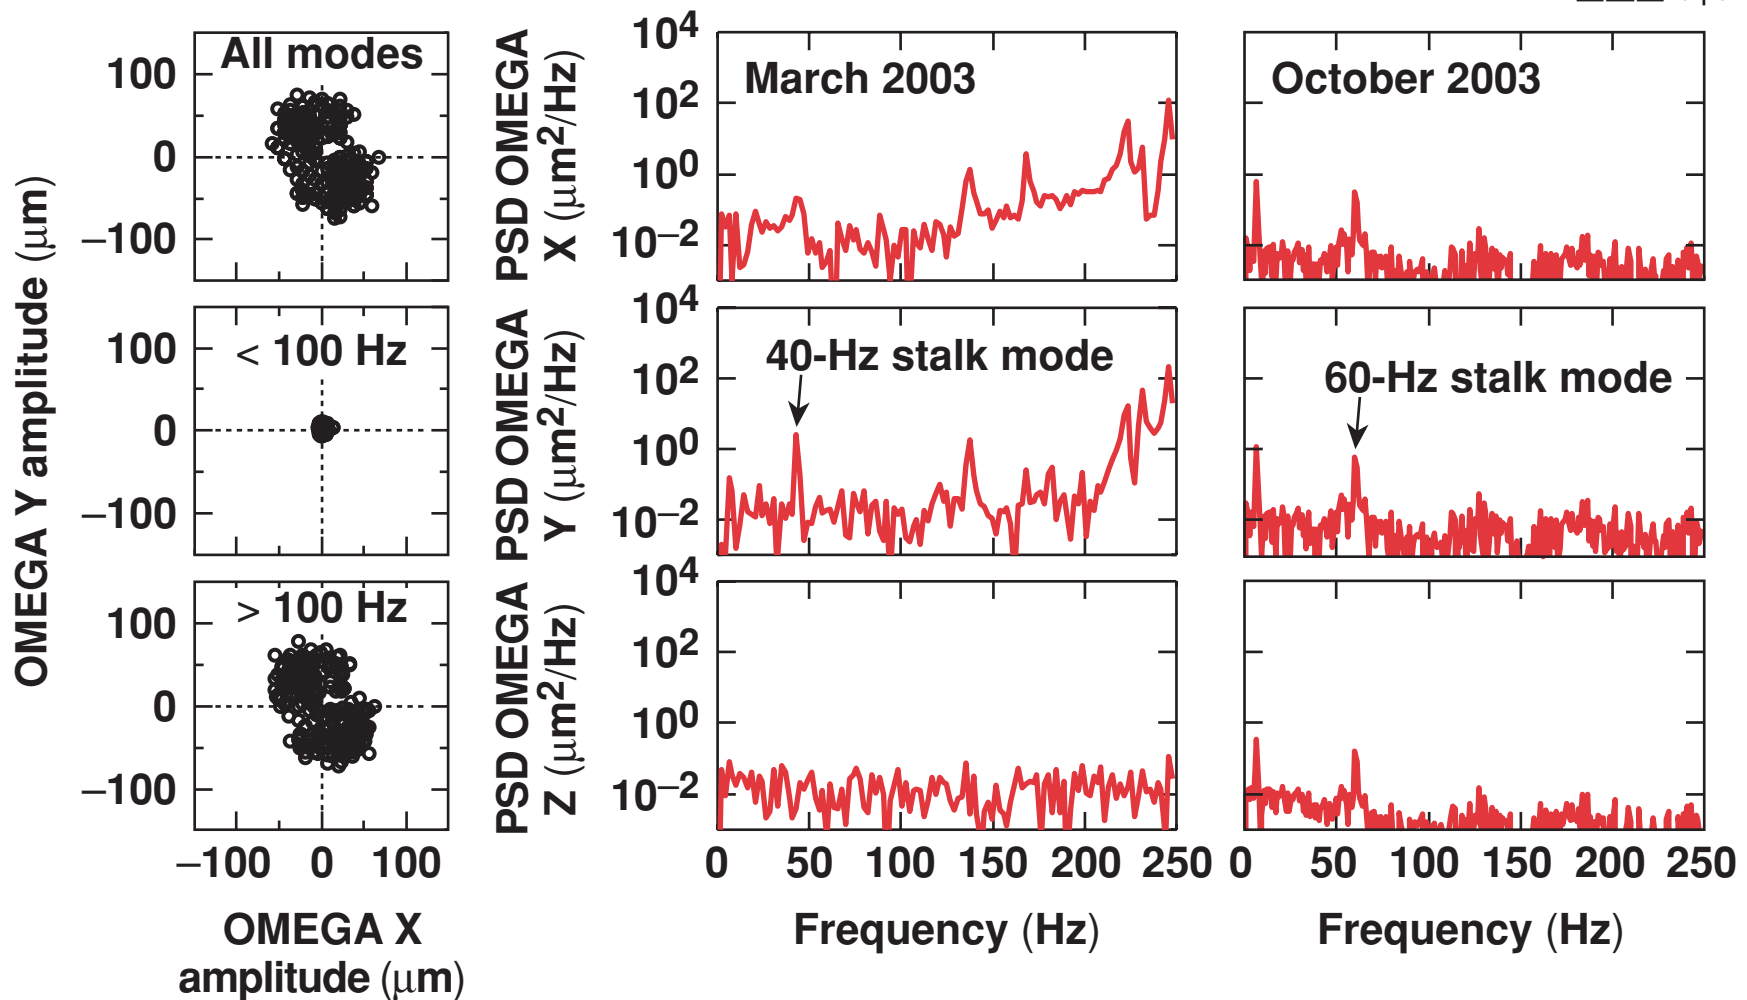 All modes
100
0
−100
< 100 Hz
100
0
−100
> 100 Hz
100
0
−100
−100 0 100
OMEGA Y amplitude (μm)
OMEGA X
amplitude (μm)
PSD OMEGA
X (μm²/Hz)
10⁴
10²
10⁰
10⁻²
March 2003
October 2003
PSD OMEGA
Y (μm²/Hz)
10⁴
10²
10⁰
10⁻²
40-Hz stalk mode
60-Hz stalk mode
PSD OMEGA
Z (μm²/Hz)
10⁴
10²
10⁰
10⁻²
0 50 100 150 200 250
0 50 100 150 200 250
Frequency (Hz)
Frequency (Hz)